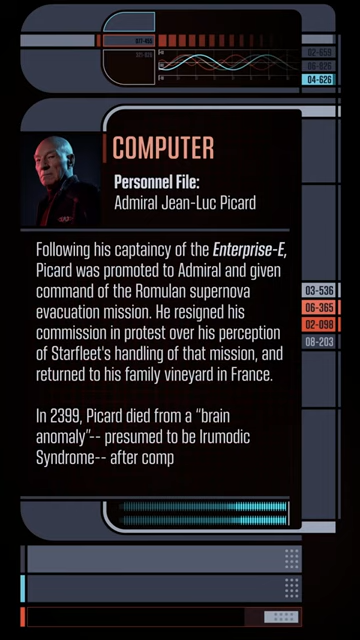 02-658
06-826
04-626
COMPUTER
Personnel File:
Admiral Jean-Luc Picard
Following his captaincy of the Enterprise-E,
Picard was promoted to Admiral and given
command of the Romulan supernova
evacuation mission. He resigned his
commission in protest over his perception
of Starfleet's handling of that mission, and
returned to his family vineyard in France.
In 2399, Picard died from a “brain
anomaly”-- presumed to be Irumodic
Syndrome-- after comp
03-536
06-365
02-098
08-203